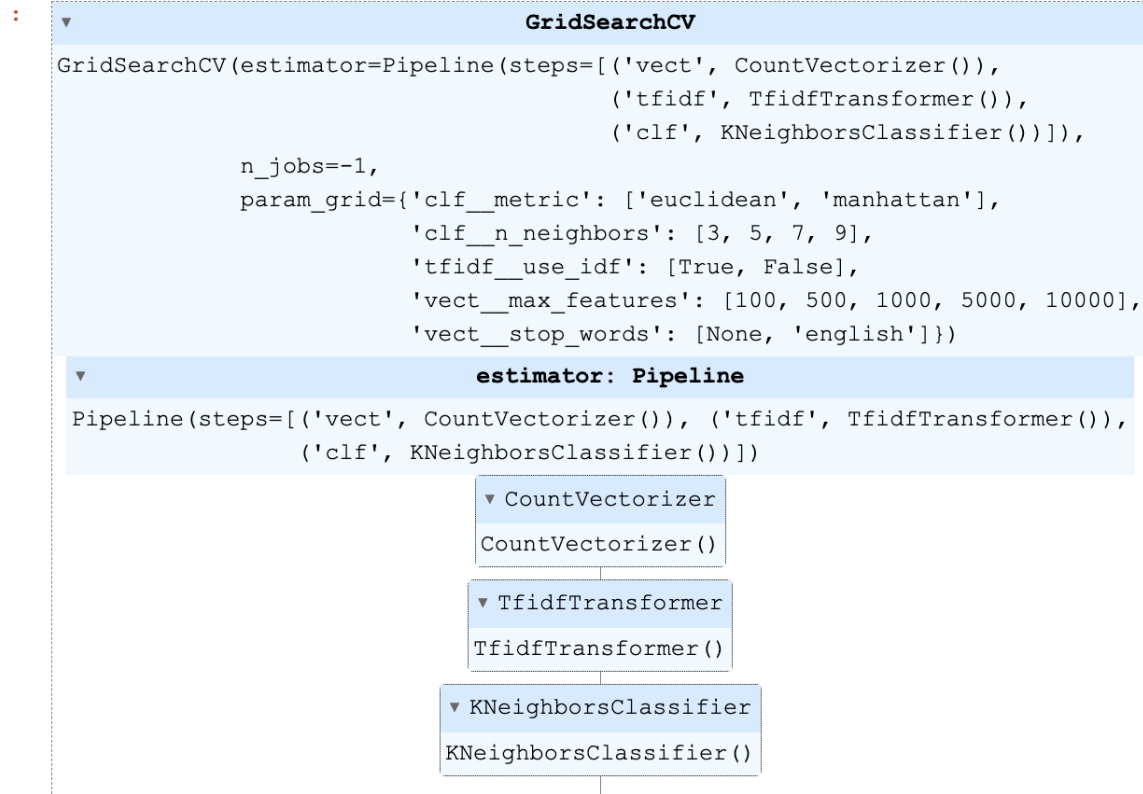 :
▼ GridSearchCV
GridSearchCV(estimator=Pipeline(steps=[('vect', CountVectorizer()),
('tfidf', TfidfTransformer()),
('clf', KNeighborsClassifier())]),
n_jobs=-1,
param_grid={'clf__metric': ['euclidean', 'manhattan'],
'clf__n_neighbors': [3, 5, 7, 9],
'tfidf__use_idf': [True, False],
'vect__max_features': [100, 500, 1000, 5000, 10000],
'vect__stop_words': [None, 'english']})
▼ estimator: Pipeline
Pipeline(steps=[('vect', CountVectorizer()), ('tfidf', TfidfTransformer()),
('clf', KNeighborsClassifier())])
▼ CountVectorizer
CountVectorizer()
▼ TfidfTransformer
TfidfTransformer()
▼ KNeighborsClassifier
KNeighborsClassifier()